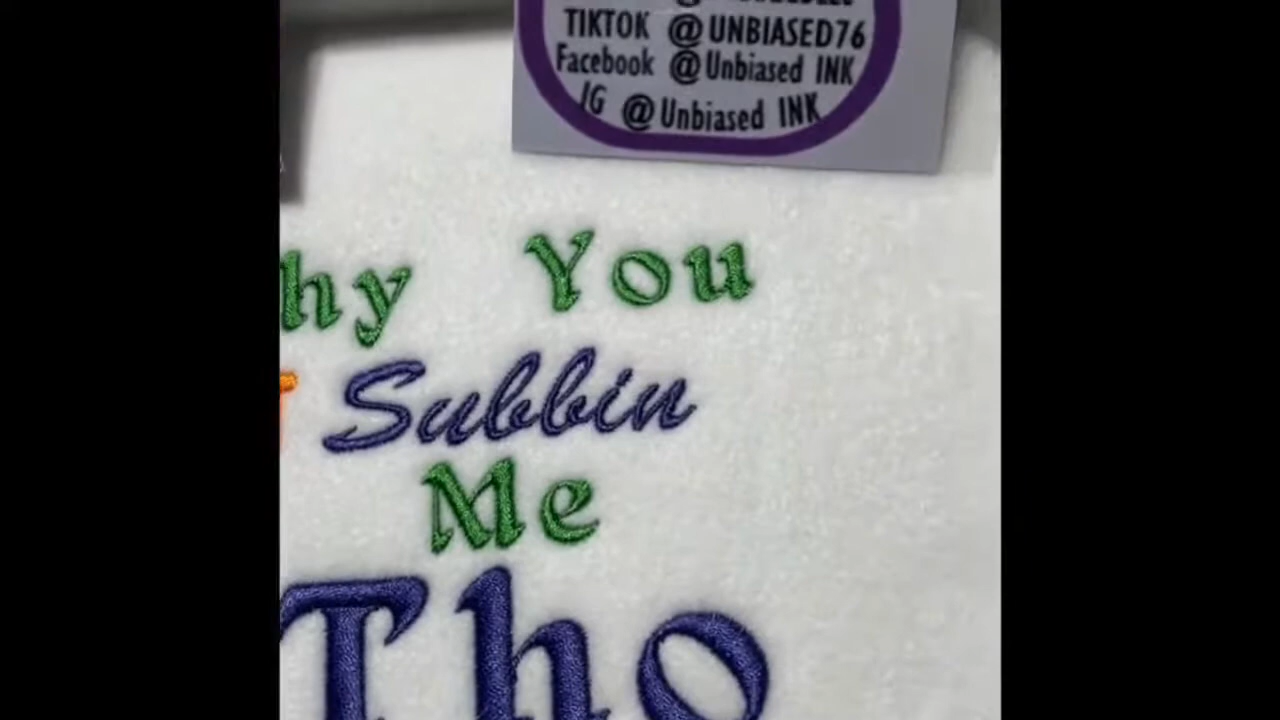 TIKTOK @UNBIASED76
Facebook @Unbiased INK
IG @Unbiased INK
hy You
Subbin
Me
Tho